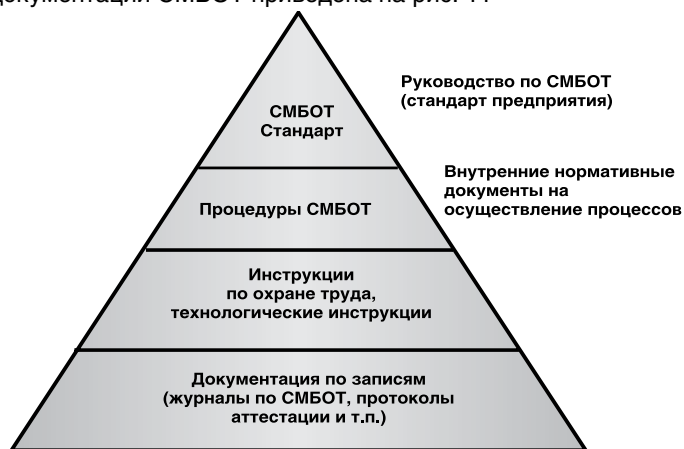 документации СМБОТ приведена на рис. 1.
СМБОТ
Стандарт
Руководство по СМБОТ
(стандарт предприятия)
Процедуры СМБОТ
Внутренние нормативные
документы на
осуществление процессов
Инструкции
по охране труда,
технологические инструкции
Документация по записям
(журналы по СМБОТ, протоколы
аттестации и т.п.)